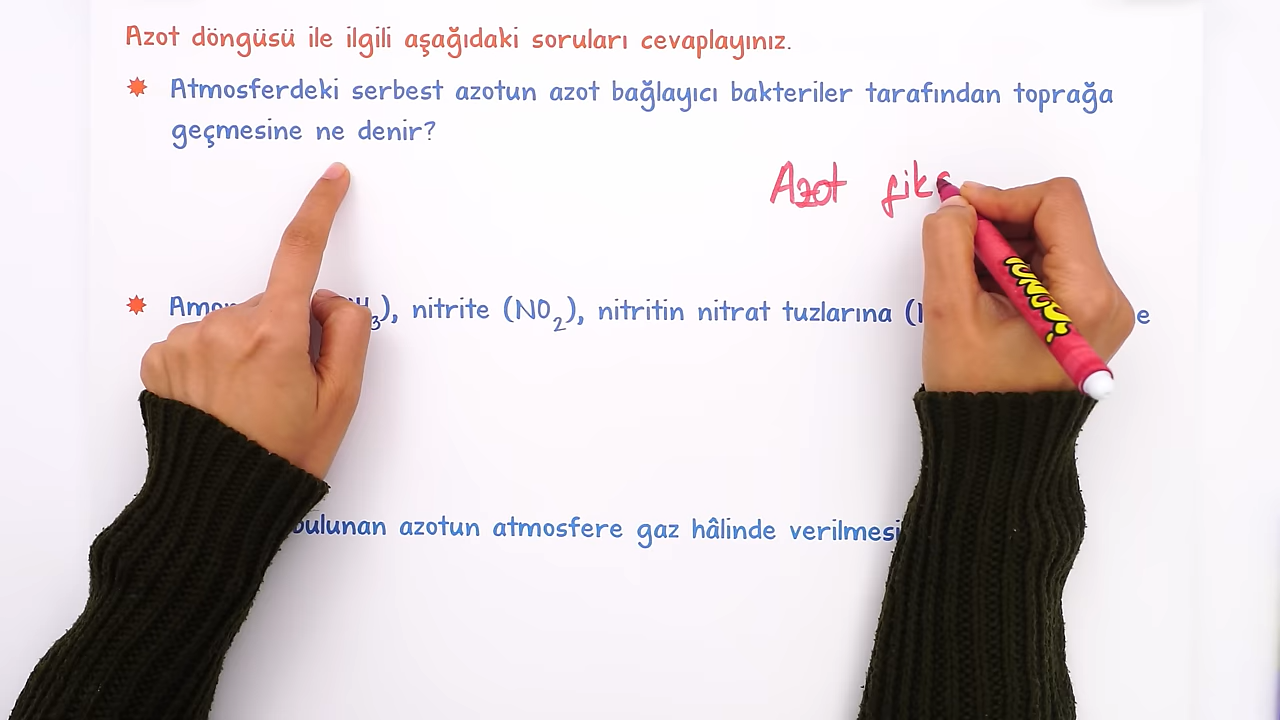 Azot döngüsü ile ilgili aşağıdaki soruları cevaplayınız.
Atmosferdeki serbest azotun azot bağlayıcı bakteriler tarafından toprağa
geçmesine ne denir?
Azot fiks
), nitrite (NO2), nitritin nitrat tuzlarına
bulunan azotun atmosfere gaz hâlinde verilmesi